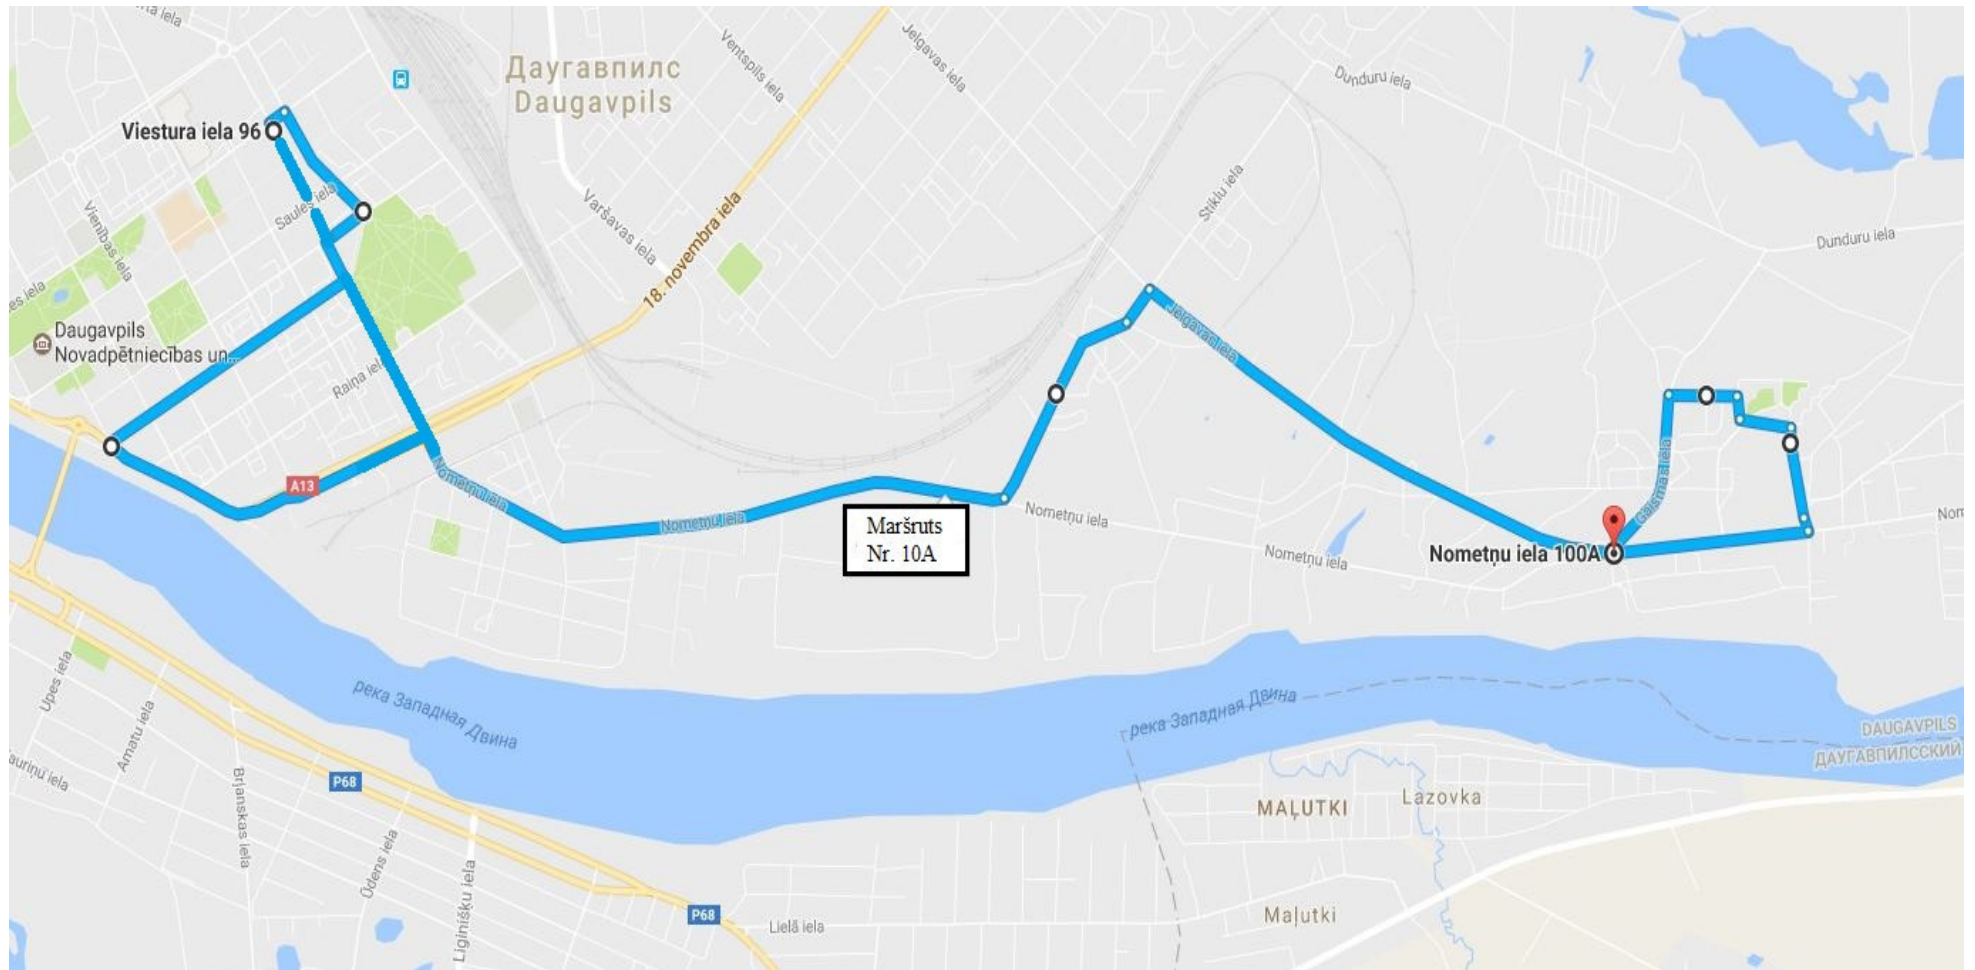 Ventspils iela
Jelgavas iela
Даугавпилс
Daugavpils
Dunduru iela
Viestura iela 96
Saules iela
Stiklu iela
Varšavas iela
Vienības iela
18. novembra iela
Dunduru iela
Daugavpils
Novadpētniecības un...
Jelgavas iela
Raiņa iela
Gaismas iela
A13
Nometņu iela
Nometņu iela
Nometņu iela
Maršruts
Nr. 10A
Nometņu iela
Nometņu iela 100A
река Западная Двина
река Западная Двина
Upes iela
Amatu iela
DAUGAVPILS
ДАУГАВПИЛССКИЙ
P68
Brjanskas iela
Ūdens iela
Liginišķu iela
MAĻUTKI
Lazovka
P68
Lielā iela
Maļutki